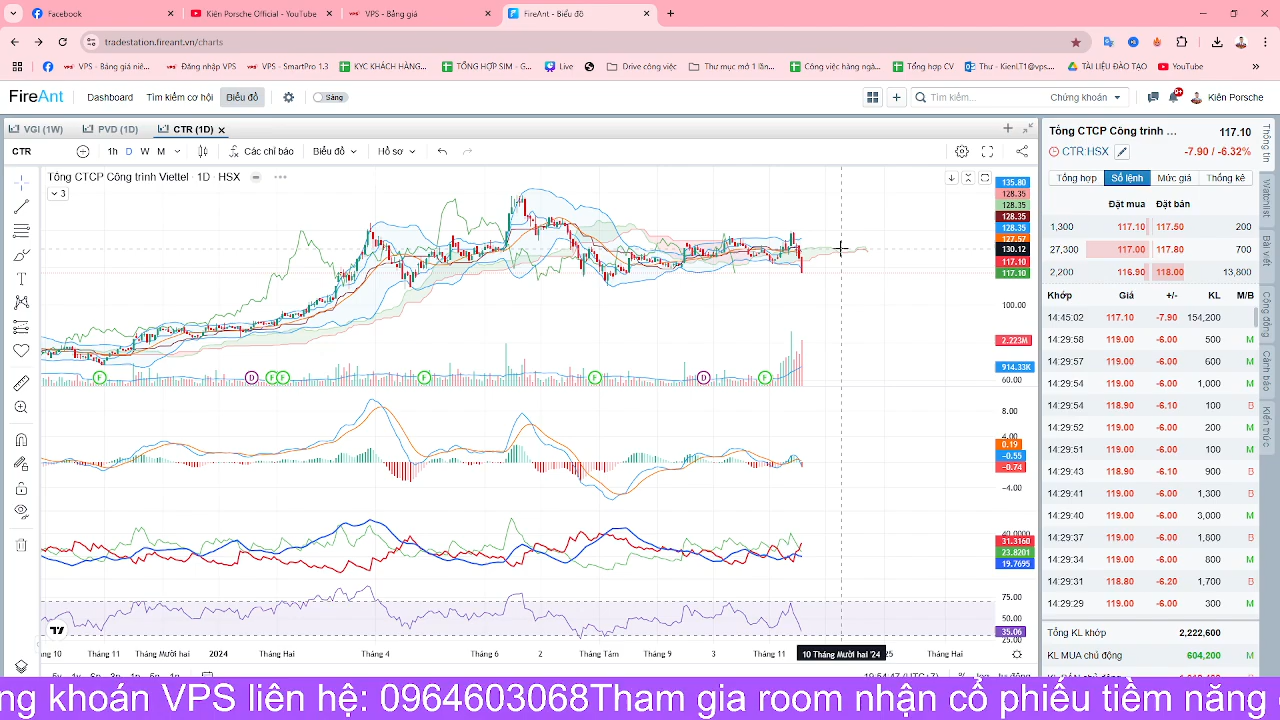 Facebook
Kiên Porsche Official - YouTube
VPS - Bảng giá
FireAnt - Biểu đồ
tradestation.fireant.vn/charts
VPS - Bảng giá niê...
Đăng nhập VPS
VPS - SmartPro 1.3
KYC KHÁCH HÀNG...
TỔNG HỢP SIM – G...
Live
Drive công việc
Thư mục mới 1 lần...
Công việc hàng ngà...
Tổng hợp CV
Thư - KienLT1@vps...
TÀI LIỆU ĐÀO TẠO
YouTube
FireAnt
Dashboard
Tìm kiếm cơ hội
Biểu đồ
Sáng
Tìm kiếm...
Chứng khoán
9+
Kiên Porsche
VGI (1W)
PVD (1D)
CTR (1D)
CTR
1h
D
W
M
Các chỉ báo
Biểu đồ
Hồ sơ
Tổng CTCP Công trình Viettel · 1D · HSX
3
135.80
128.35
128.35
128.35
128.35
127.57
130.12
117.10
117.10
100.00
2.223M
914.33K
60.00
8.00
4.00
0.19
−0.55
−0.74
−4.00
31.3160
23.8201
19.7695
75.00
50.00
35.06
25.00
F
D
F
F
F
F
D
F
Tháng 11
Tháng Mười hai
2024
Tháng Hai
Tháng 4
Tháng 6
2
Tháng Tám
Tháng 9
3
Tháng 11
10 Tháng Mười hai '24
Tháng Hai
19:54:47 (UTC+7)
Tổng CTCP Công trình ...
117.10
CTR:HSX
-7.90 / -6.32%
Tổng hợp
Sổ lệnh
Mức giá
Thống kê
Đặt mua Đặt bán
1,300 117.10 117.50 200
27,300 117.00 117.80 700
2,200 116.90 118.00 13,800
Khớp Giá +/- KL M/B
14:45:02 117.10 -7.90 154,200
14:29:58 119.00 -6.00 500 M
14:29:57 119.00 -6.00 600 M
14:29:54 119.00 -6.00 1,000 M
14:29:54 118.90 -6.10 100 B
14:29:52 119.00 -6.00 200 M
14:29:51 119.00 -6.00 100 M
14:29:43 118.90 -6.10 900 B
14:29:41 119.00 -6.00 1,300 B
14:29:40 119.00 -6.00 3,000 M
14:29:37 119.00 -6.00 1,800 B
14:29:34 119.00 -6.00 800 M
14:29:31 118.80 -6.20 1,700 B
14:29:29 119.00 -6.00 300 M
Tổng KL khớp 2,222,600
KL MUA chủ động 604,200
Thông tin
Watchlist
Bài viết
Cộng đồng
Cảnh báo
Kiến thức
ng khoán VPS liên hệ: 0964603068Tham gia room nhận cổ phiếu tiềm năng